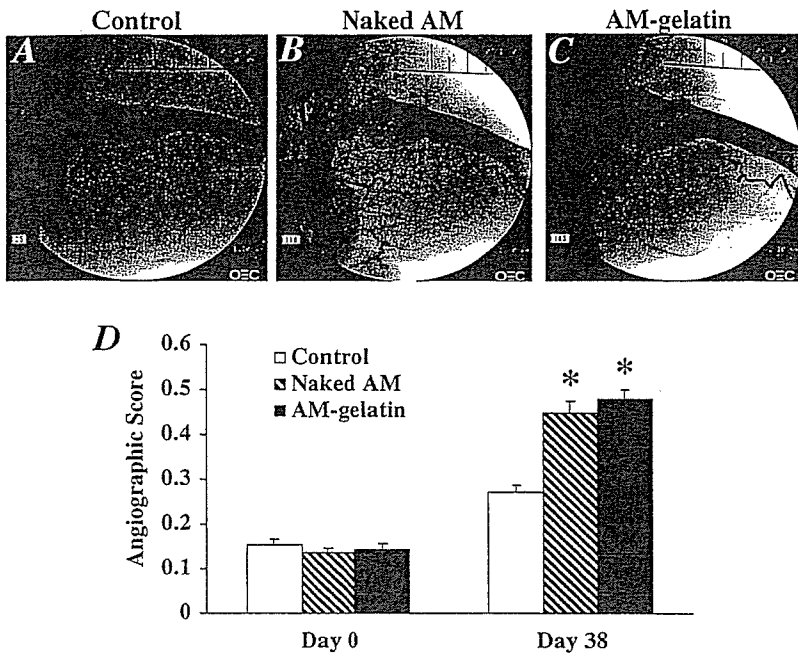 Control
Naked AM
AM-gelatin
A
B
C
OEC
OEC
OEC
D
Angiographic Score
0.6
0.5
0.4
0.3
0.2
0.1
0
Control
Naked AM
AM-gelatin
*
*
Day 0
Day 38